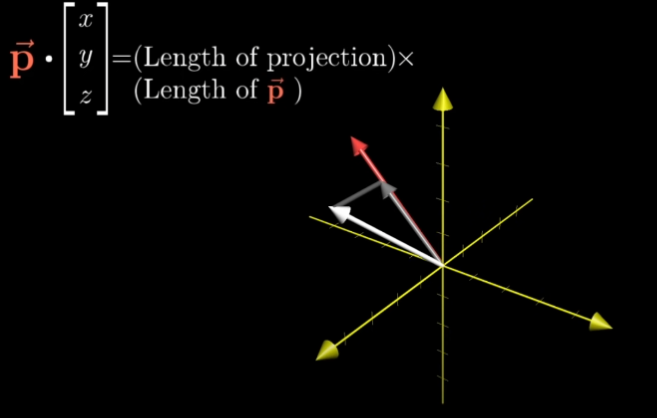 p⃗ · [x y z] =(Length of projection)×
(Length of p⃗ )